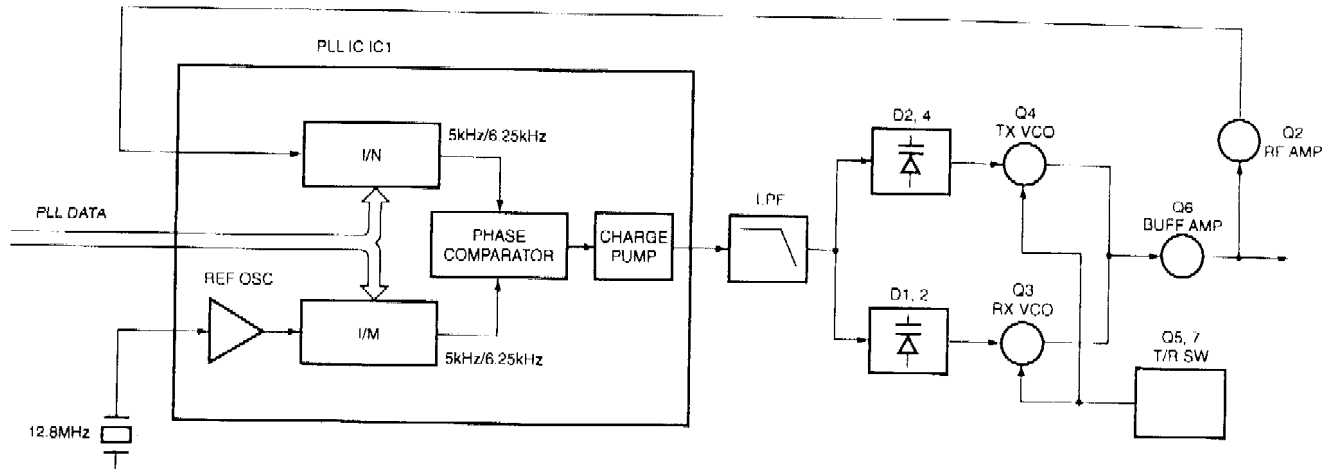 PLL IC IC1
I/N
5kHz/6.25kHz
PLL DATA
PHASE
COMPARATOR
CHARGE
PUMP
REF OSC
I/M
5kHz/6.25kHz
12.8MHz
LPF
D2, 4
Q4
TX VCO
Q2
RF AMP
Q6
BUFF AMP
D1, 2
Q3
RX VCO
Q5, 7
T/R SW